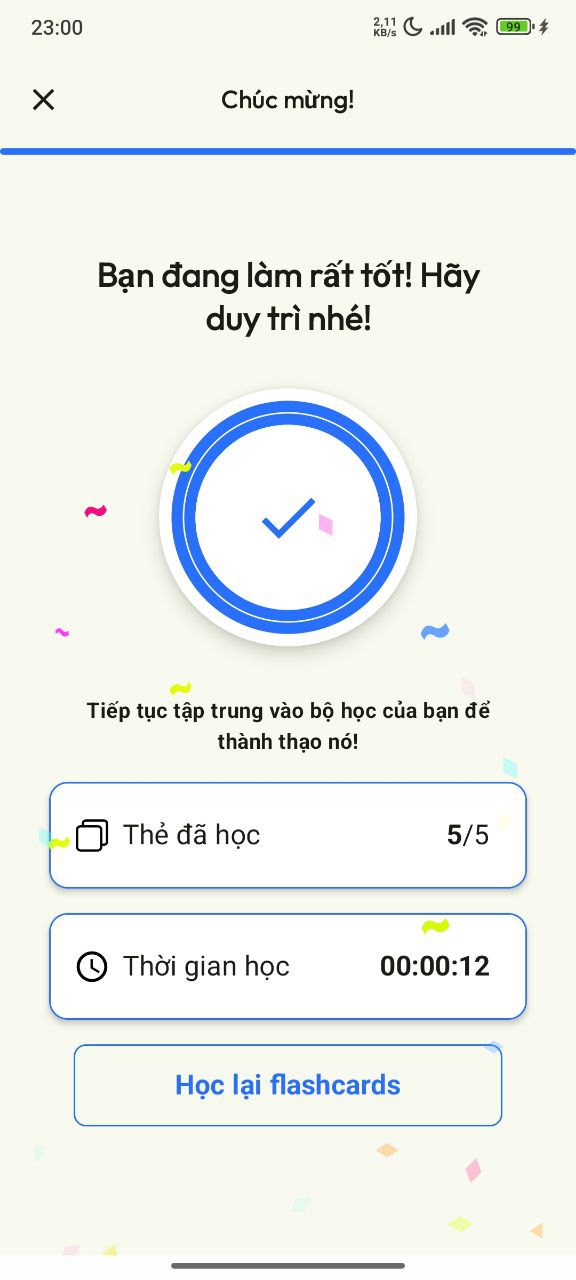 23:00
2,11
KB/s
99
Chúc mừng!
Bạn đang làm rất tốt! Hãy
duy trì nhé!
Tiếp tục tập trung vào bộ học của bạn để
thành thạo nó!
Thẻ đã học 5/5
Thời gian học 00:00:12
Học lại flashcards